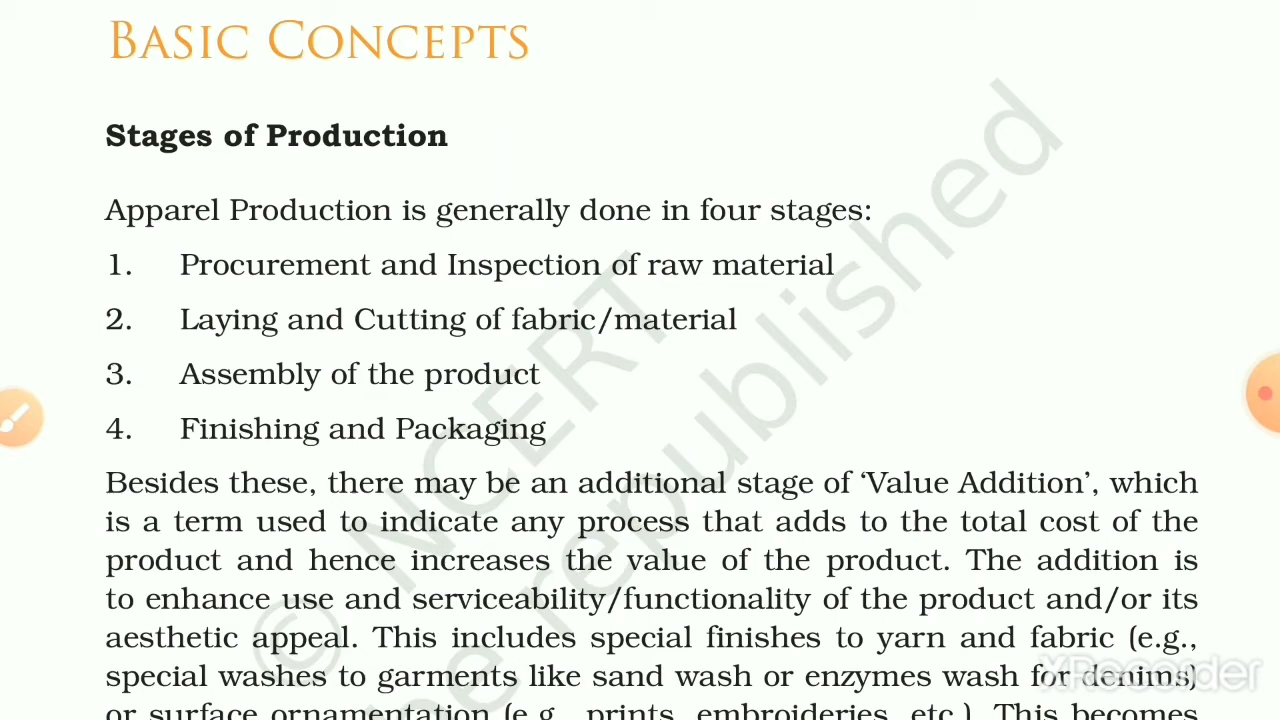 BASIC CONCEPTS
Stages of Production
Apparel Production is generally done in four stages:
1. Procurement and Inspection of raw material
2. Laying and Cutting of fabric/material
3. Assembly of the product
4. Finishing and Packaging
Besides these, there may be an additional stage of ‘Value Addition’, which
is a term used to indicate any process that adds to the total cost of the
product and hence increases the value of the product. The addition is
to enhance use and serviceability/functionality of the product and/or its
aesthetic appeal. This includes special finishes to yarn and fabric (e.g.,
special washes to garments like sand wash or enzymes wash for denims)
or surface ornamentation (e.g., prints, embroideries, etc.). This becomes
© NCERT
be republished
XRecorder